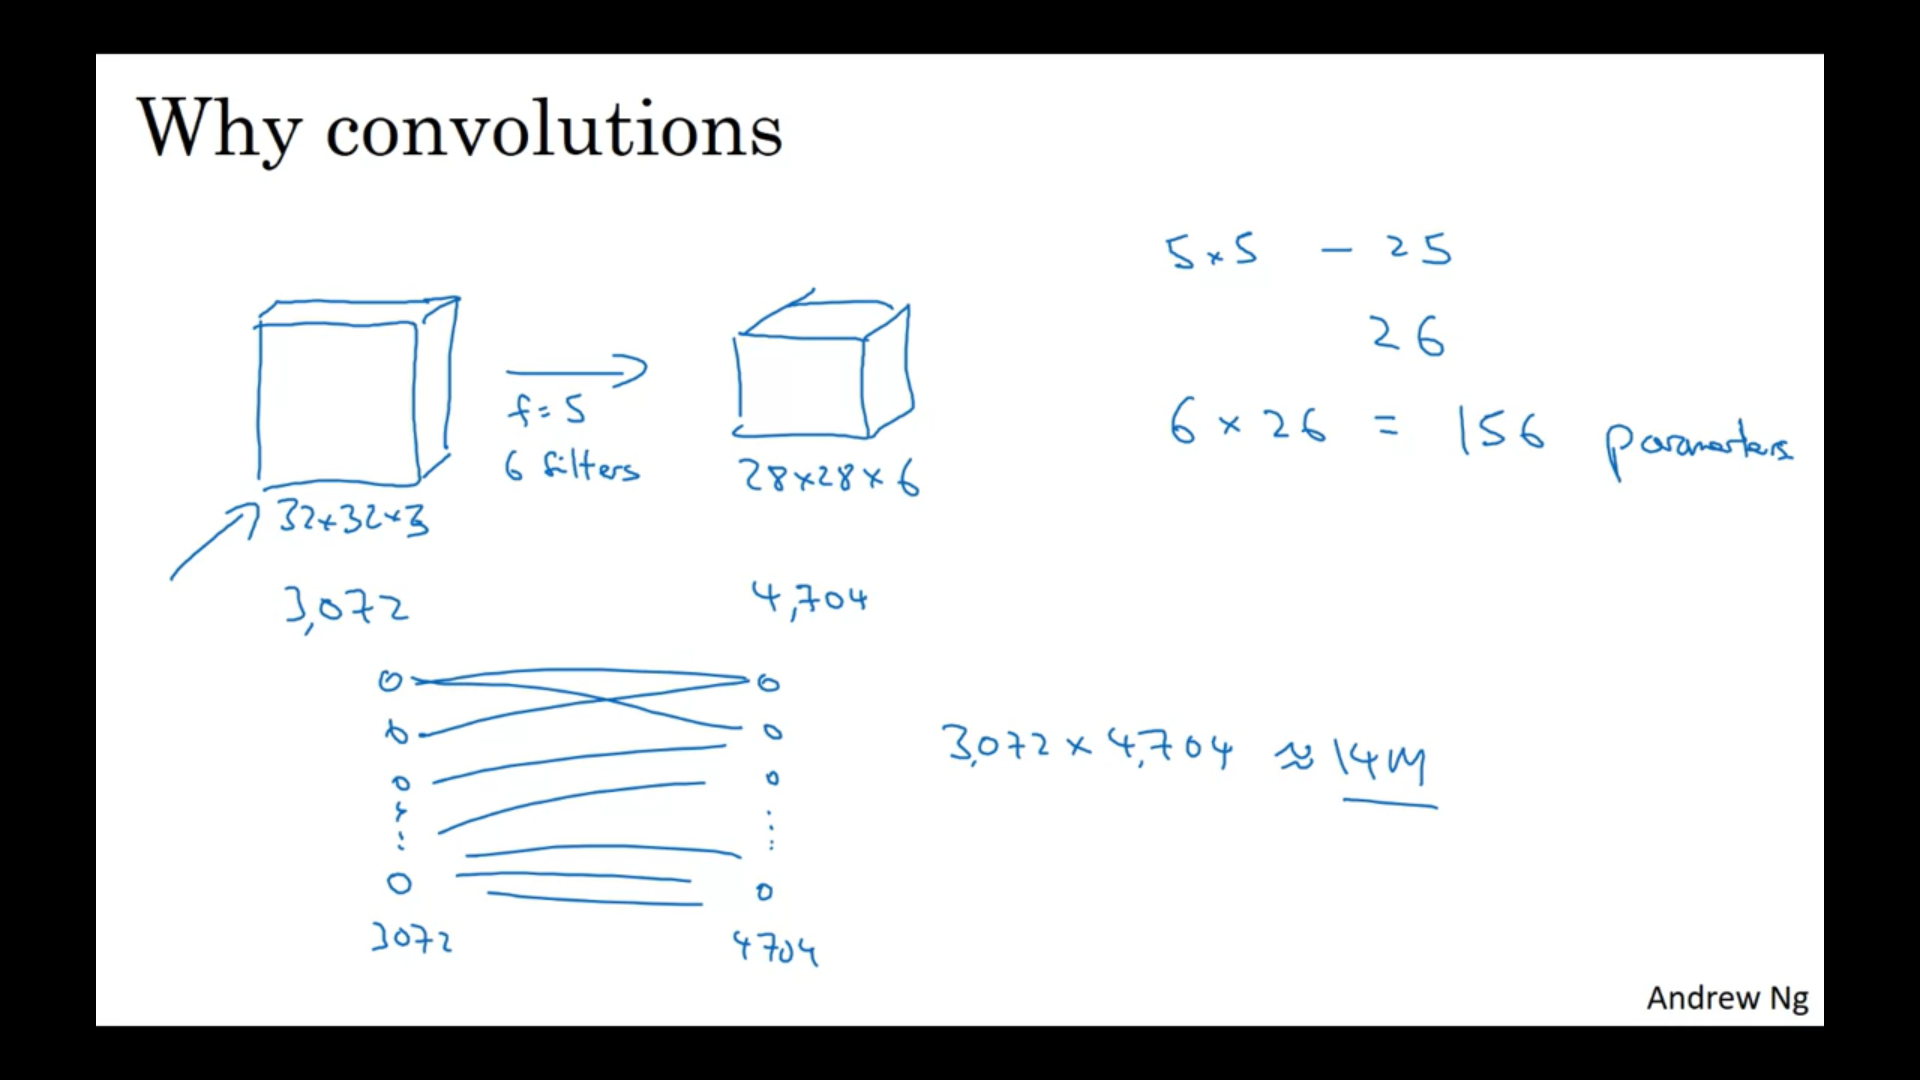 Why convolutions
5×5 - 25
26
6 × 26 = 156 parameters
f=5
6 filters
32×32×3
28×28×6
3,072
4,704
3,072 × 4,704 ≈ 14M
3072
4704
Andrew Ng